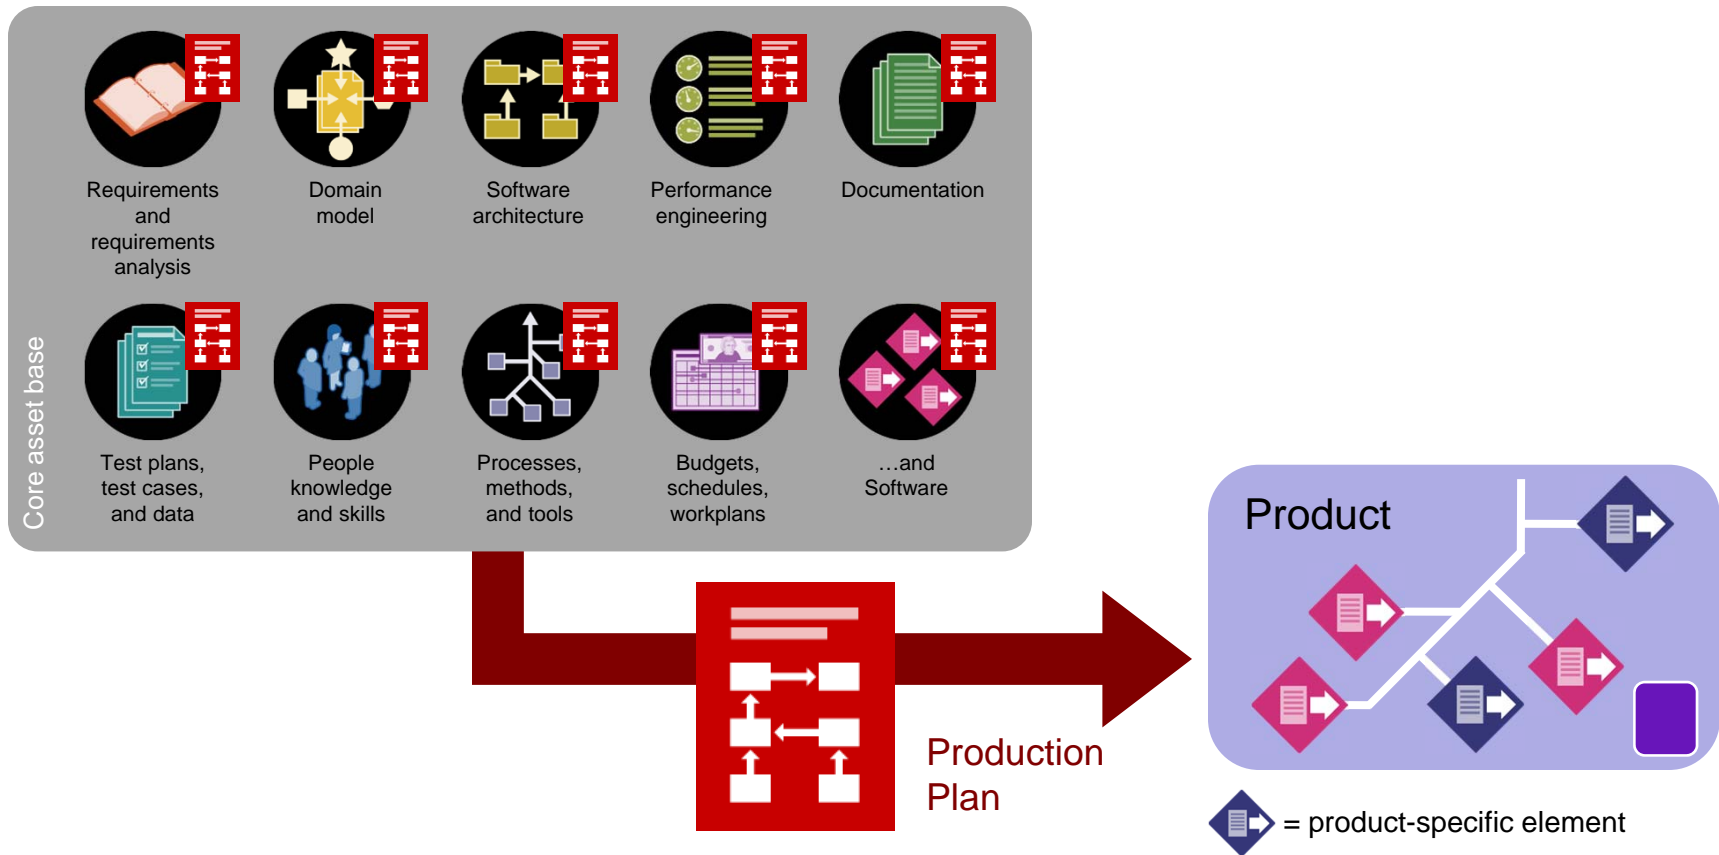 Requirements
and
requirements
analysis
Domain
model
Software
architecture
Performance
engineering
Documentation
Test plans,
test cases,
and data
People
knowledge
and skills
Processes,
methods,
and tools
Budgets,
schedules,
workplans
…and
Software
Core asset base
Production
Plan
Product
= product-specific element